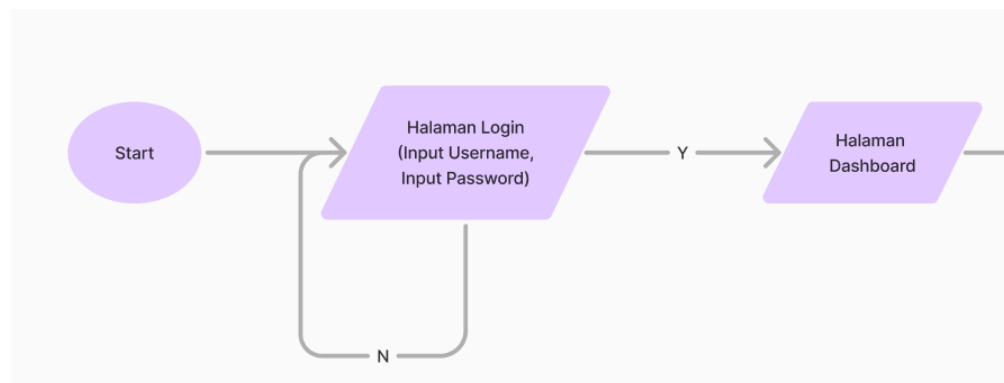 Start
Halaman Login
(Input Username,
Input Password)
Y
Halaman
Dashboard
N